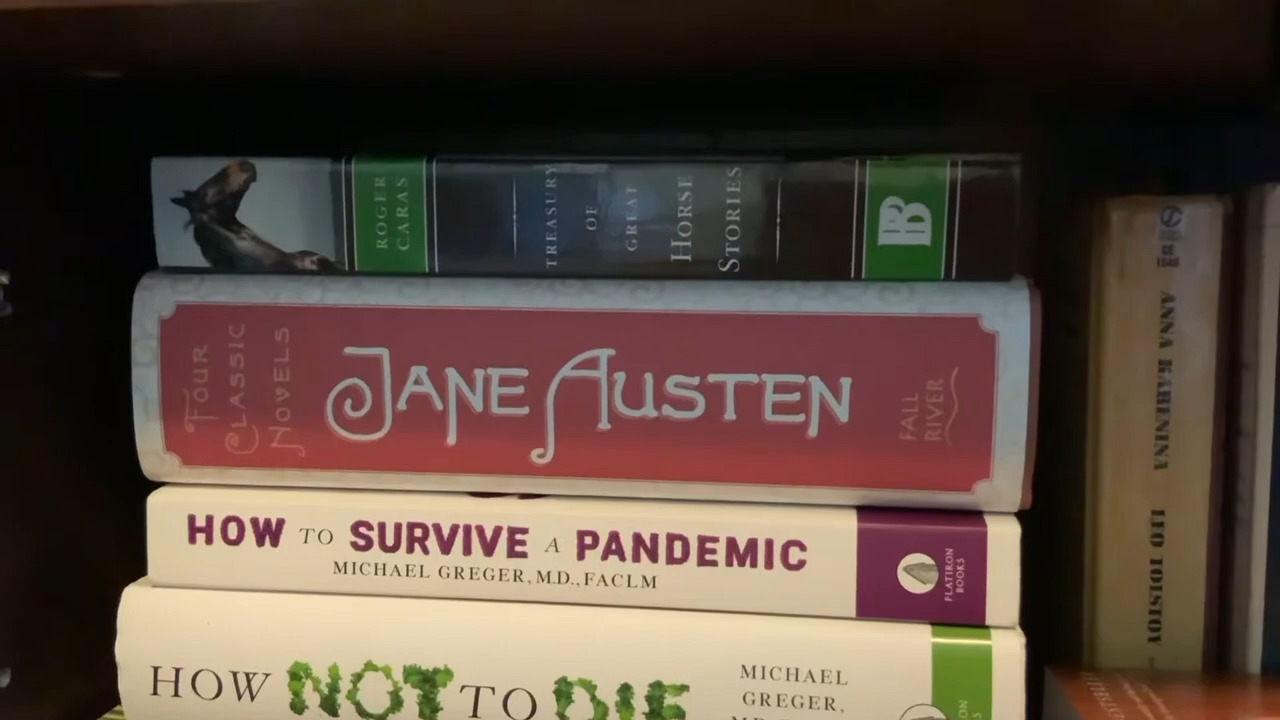 ROGER
CARAS
TREASURY
OF
GREAT
HORSE
STORIES
B
FOUR
CLASSIC
NOVELS
JANE AUSTEN
FALL
RIVER
HOW TO SURVIVE A PANDEMIC
MICHAEL GREGER, M.D., FACLM
FLATIRON
BOOKS
HOW NOT TO DIE
MICHAEL
GREGER,
ANNA KARENINA LEO TOLSTOY